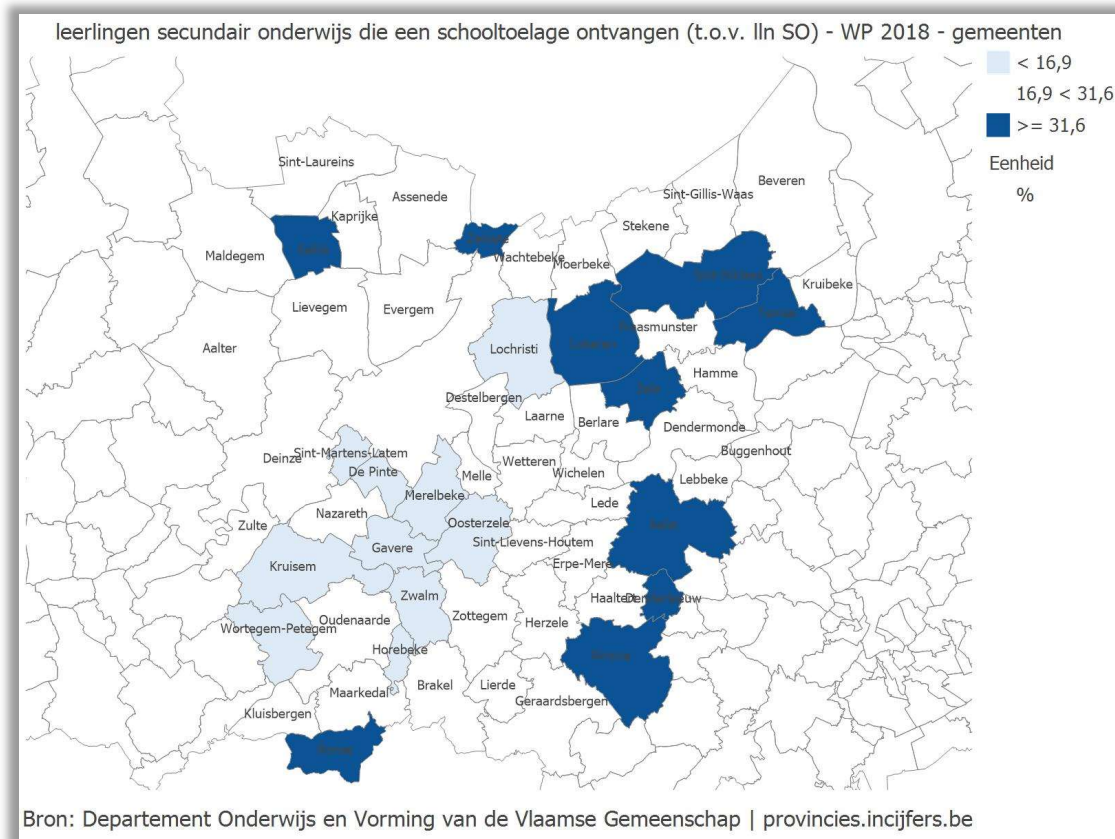 leerlingen secundair onderwijs die een schooltoelage ontvangen (t.o.v. lln SO) - WP 2018 - gemeenten
< 16,9
16,9 < 31,6
>= 31,6
Eenheid
%
Sint-Laureins
Kaprijke
Assenede
Maldegem
Wachtebeke
Moerbeke
Stekene
Sint-Gillis-Waas
Beveren
Kruibeke
Lievegem
Evergem
Aalter
Lochristi
Hamme
Destelbergen
Laarne
Berlare
Dendermonde
Buggenhout
Deinze
Sint-Martens-Latem
De Pinte
Merelbeke
Melle
Wetteren
Wichelen
Lebbeke
Lede
Nazareth
Zulte
Oosterzele
Sint-Lievens-Houtem
Gavere
Erpe-Mere
Kruisem
Zwalm
Haaltert
Wortegem-Petegem
Oudenaarde
Zottegem
Herzele
Horebeke
Maarkedal
Brakel
Lierde
Geraardsbergen
Kluisbergen
Bron: Departement Onderwijs en Vorming van de Vlaamse Gemeenschap | provincies.incijfers.be